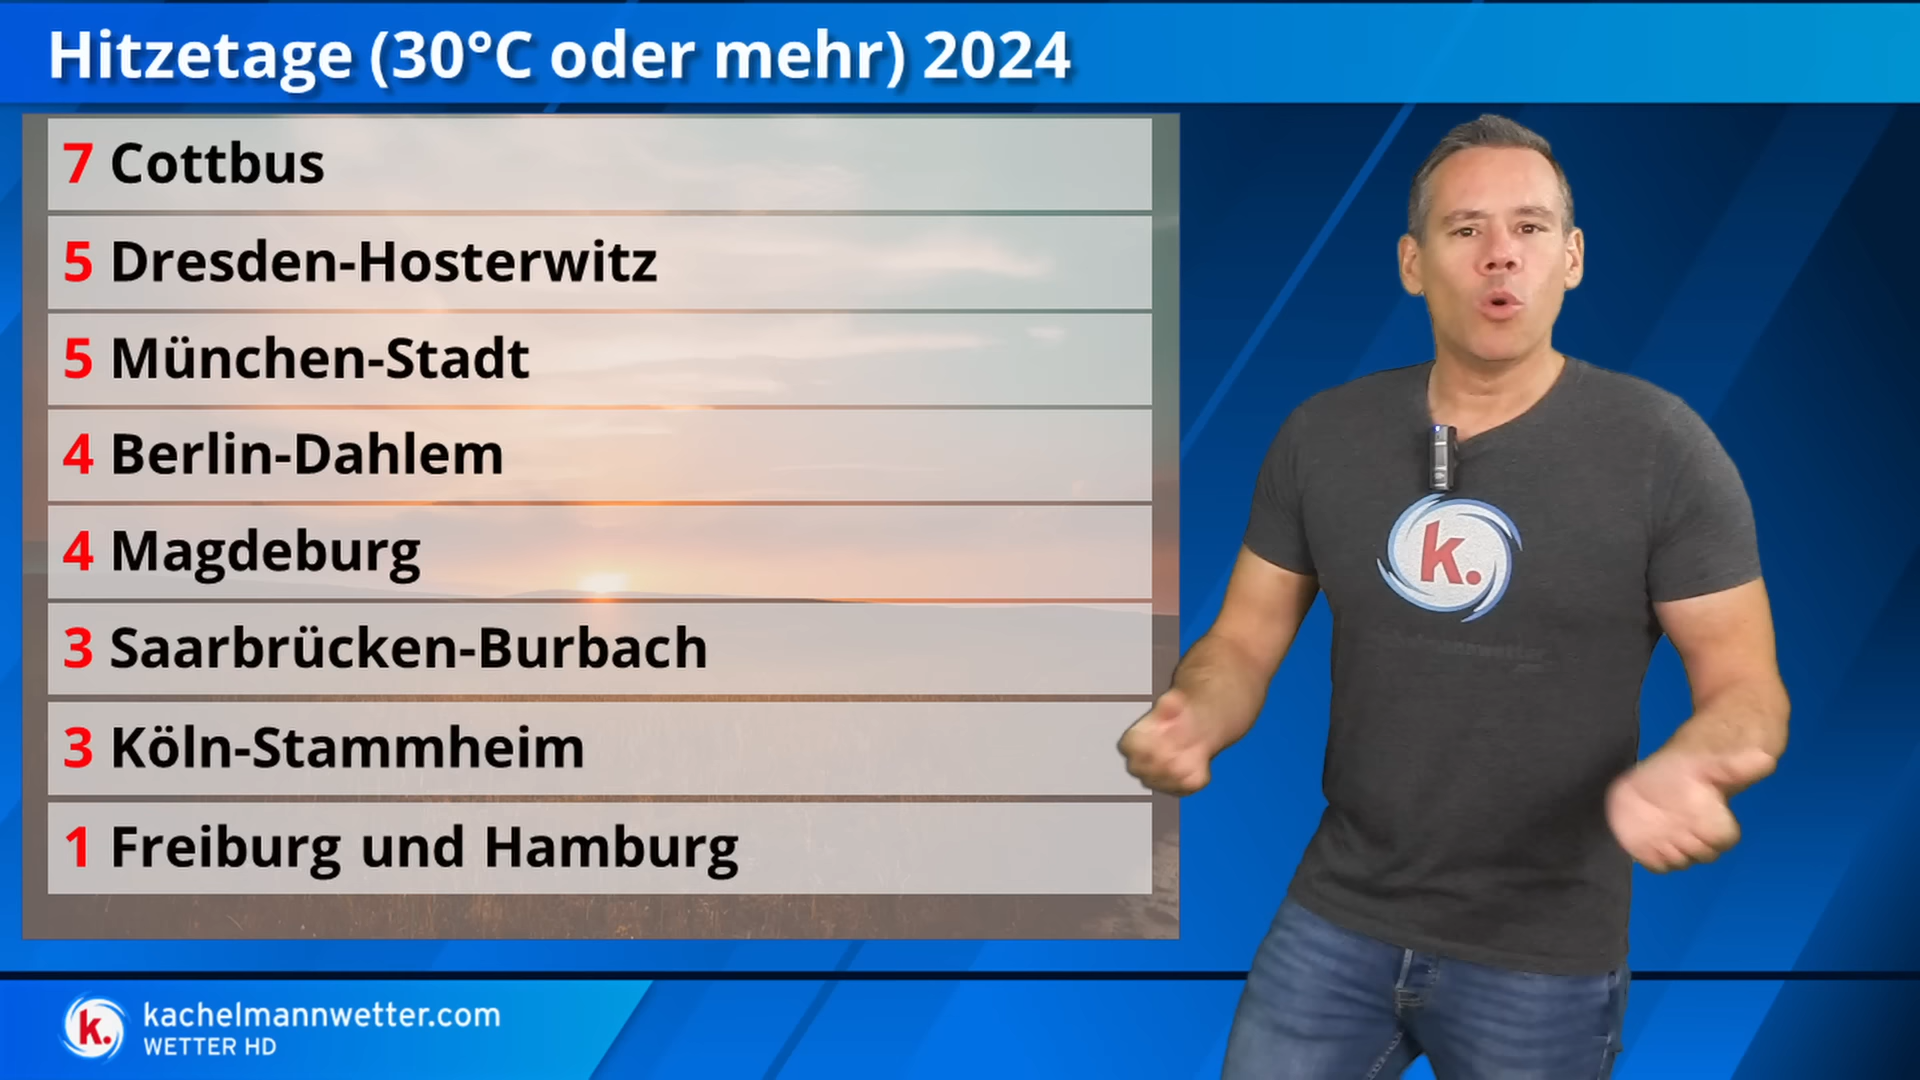 Hitzetage (30°C oder mehr) 2024
7 Cottbus
5 Dresden-Hosterwitz
5 München-Stadt
4 Berlin-Dahlem
4 Magdeburg
3 Saarbrücken-Burbach
3 Köln-Stammheim
1 Freiburg und Hamburg
k.
k. kachelmannwetter.com
WETTER HD